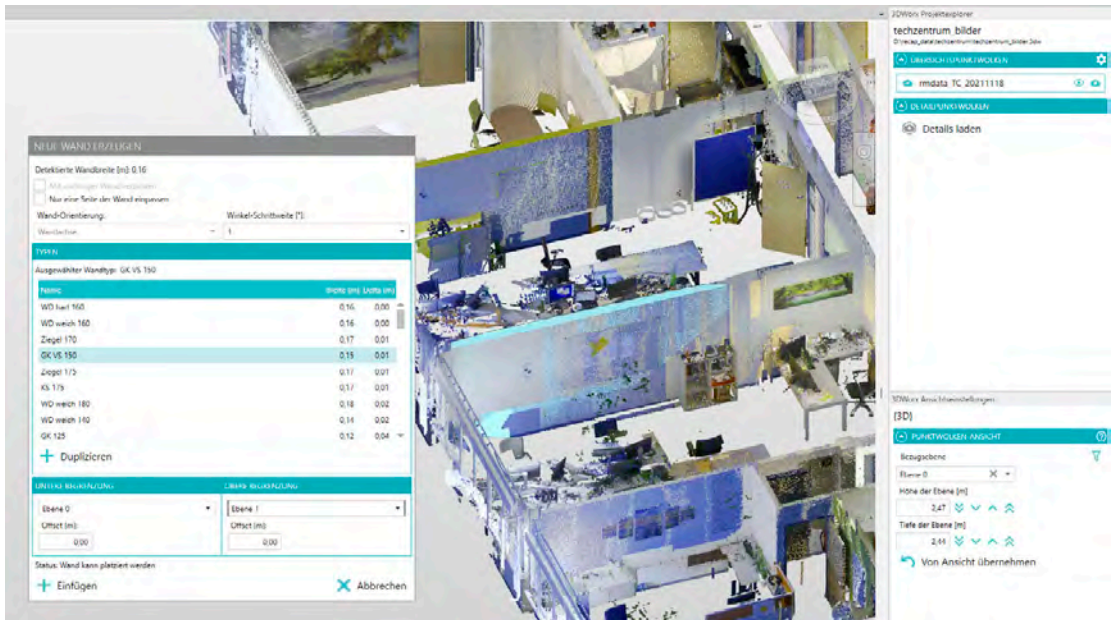 NEUE WAND ERZEUGEN
Detektierte Wandbreite [m]: 0,16
Nur eine Seite der Wand einpassen
Wand-Orientierung:
Winkel-Schrittweite [°]:
Wandachse
1
TYPEN
Ausgewählter Wandtyp: GK VS 150
Name Breite [m] Delta [m]
WD hart 160 0,16 0,00
WD weich 160 0,16 0,00
Ziegel 170 0,17 0,01
GK VS 150 0,15 0,01
Ziegel 175 0,17 0,01
KS 175 0,17 0,01
WD weich 180 0,18 0,02
WD weich 140 0,14 0,02
GK 125 0,12 0,04
Duplizieren
UNTERE BEGRENZUNG
Ebene 0
Offset [m]:
0,00
OBERE BEGRENZUNG
Ebene 1
Offset [m]:
0,00
Status: Wand kann platziert werden
Einfügen
Abbrechen
3DWorx Projektexplorer
techzentrum_bilder
ÜBERSICHTSPUNKTWOLKEN
rmdata_TC_20211118
DETAILPUNKTWOLKEN
Details laden
3DWorx Ansichtseinstellungen
{3D}
PUNKTWOLKEN-ANSICHT
Bezugsebene
Ebene 0
Höhe der Ebene [m]
2,47
Tiefe der Ebene [m]
2,44
Von Ansicht übernehmen